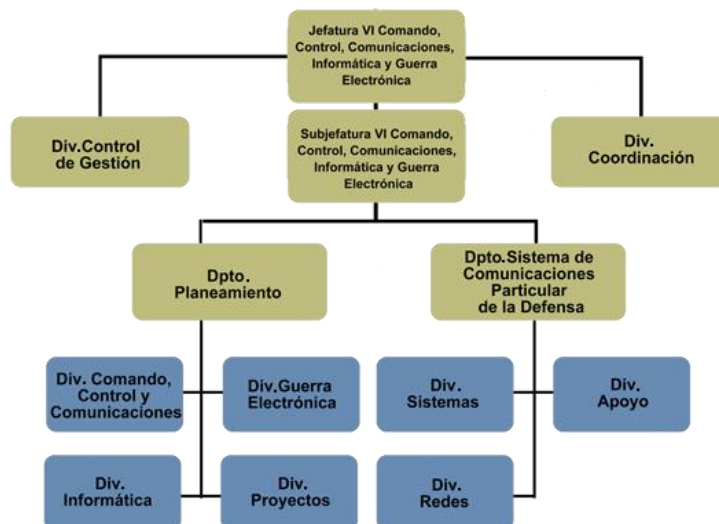 Jefatura VI Comando,
Control, Comunicaciones,
Informática y Guerra
Electrónica
Div.Control
de Gestión
Subjefatura VI Comando,
Control, Comunicaciones,
Informática y Guerra
Electrónica
Div.
Coordinación
Dpto.
Planeamiento
Dpto.Sistema de
Comunicaciones
Particular
de la Defensa
Div. Comando,
Control y
Comunicaciones
Div.Guerra
Electrónica
Div.
Sistemas
Div.
Apoyo
Div.
Informática
Div.
Proyectos
Div.
Redes